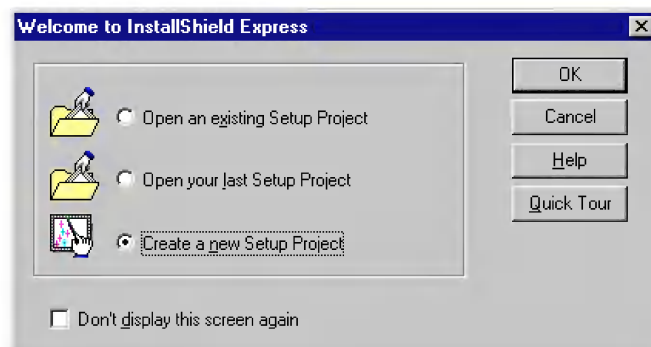 Welcome to InstallShield Express
Open an existing Setup Project
Open your last Setup Project
Create a new Setup Project
Don't display this screen again
OK
Cancel
Help
Quick Tour